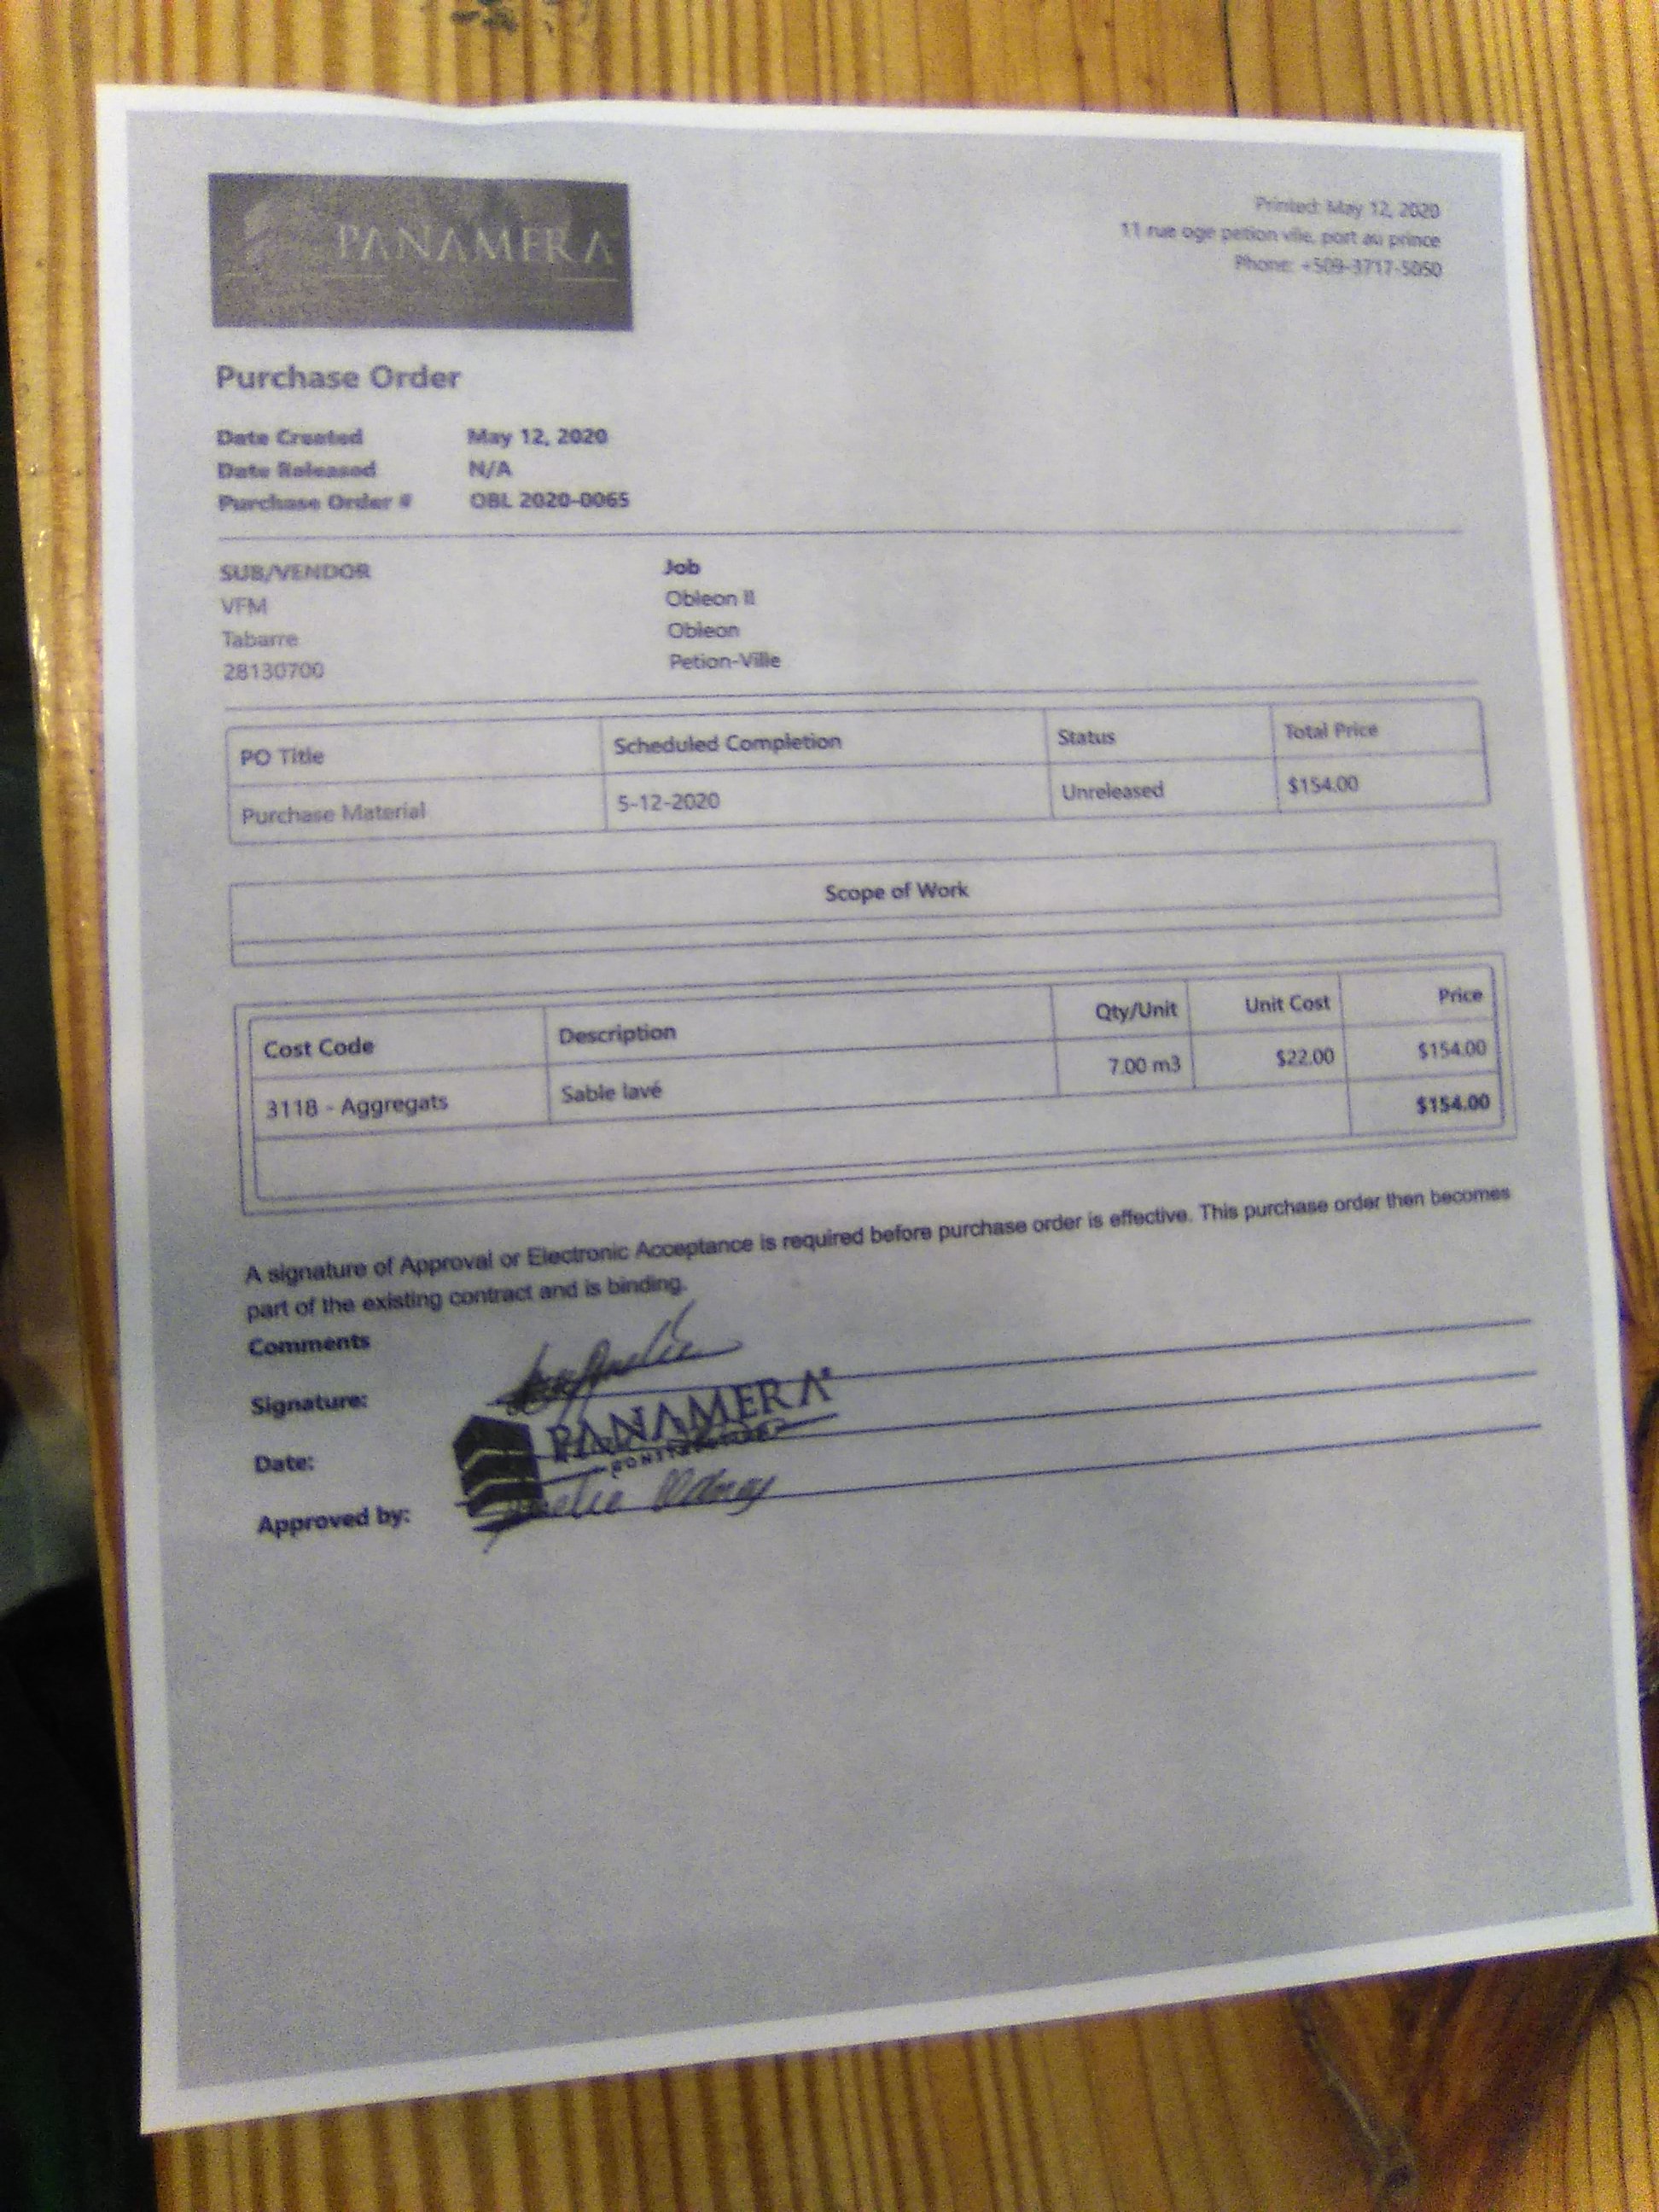 PANAMERA
Printed: May 12, 2020
11 rue oge petion vile, port au prince
Phone: +509-3717-5050
Purchase Order
Date Created May 12, 2020
Date Released N/A
Purchase Order # OBL 2020-0065
SUB/VENDOR Job
VFM Obleon II
Tabarre Obleon
28130700 Petion-Ville
PO Title Scheduled Completion Status Total Price
Purchase Material 5-12-2020 Unreleased $154.00
Scope of Work
Cost Code Description Qty/Unit Unit Cost Price
3118 - Aggregats Sable lavé 7.00 m3 $22.00 $154.00
$154.00
A signature of Approval or Electronic Acceptance is required before purchase order is effective. This purchase order then becomes
part of the existing contract and is binding.
Comments
Signature:
PANAMERA
Date:
Approved by: